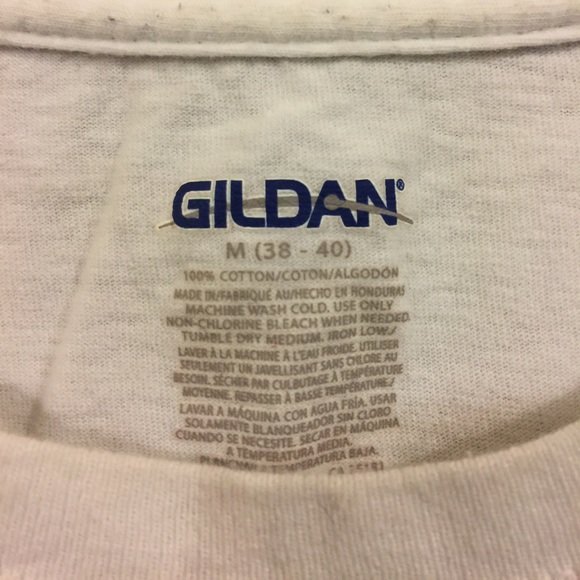 GILDAN®
M (38 - 40)
100% COTTON/COTON/ALGODÓN
MADE IN/FABRIQUÉ AU/HECHO EN HONDURAS
MACHINE WASH COLD. USE ONLY
NON-CHLORINE BLEACH WHEN NEEDED.
TUMBLE DRY MEDIUM. IRON LOW./
LAVER À LA MACHINE À L'EAU FROIDE. UTILISER
SEULEMENT UN JAVELLISANT SANS CHLORE AU
BESOIN. SÉCHER PAR CULBUTAGE À TEMPÉRATURE
MOYENNE. REPASSER À BASSE TEMPÉRATURE./
LAVAR A MÁQUINA CON AGUA FRÍA. USAR
SOLAMENTE BLANQUEADOR SIN CLORO
CUANDO SE NECESITE. SECAR EN MÁQUINA
A TEMPERATURA MEDIA.
PLANCHAR A TEMPERATURA BAJA.
CA